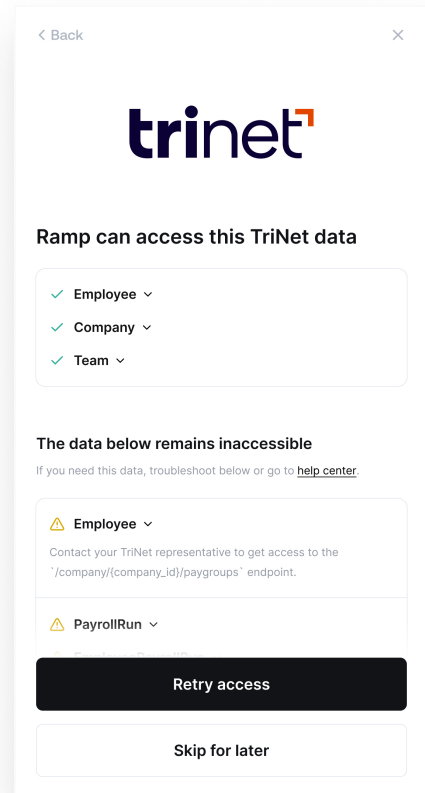 Back
trinet
Ramp can access this TriNet data
Employee
Company
Team
The data below remains inaccessible
If you need this data, troubleshoot below or go to help center.
Employee
Contact your TriNet representative to get access to the
`/company/{company_id}/paygroups` endpoint.
PayrollRun
EmployeePayrollRun
Retry access
Skip for later